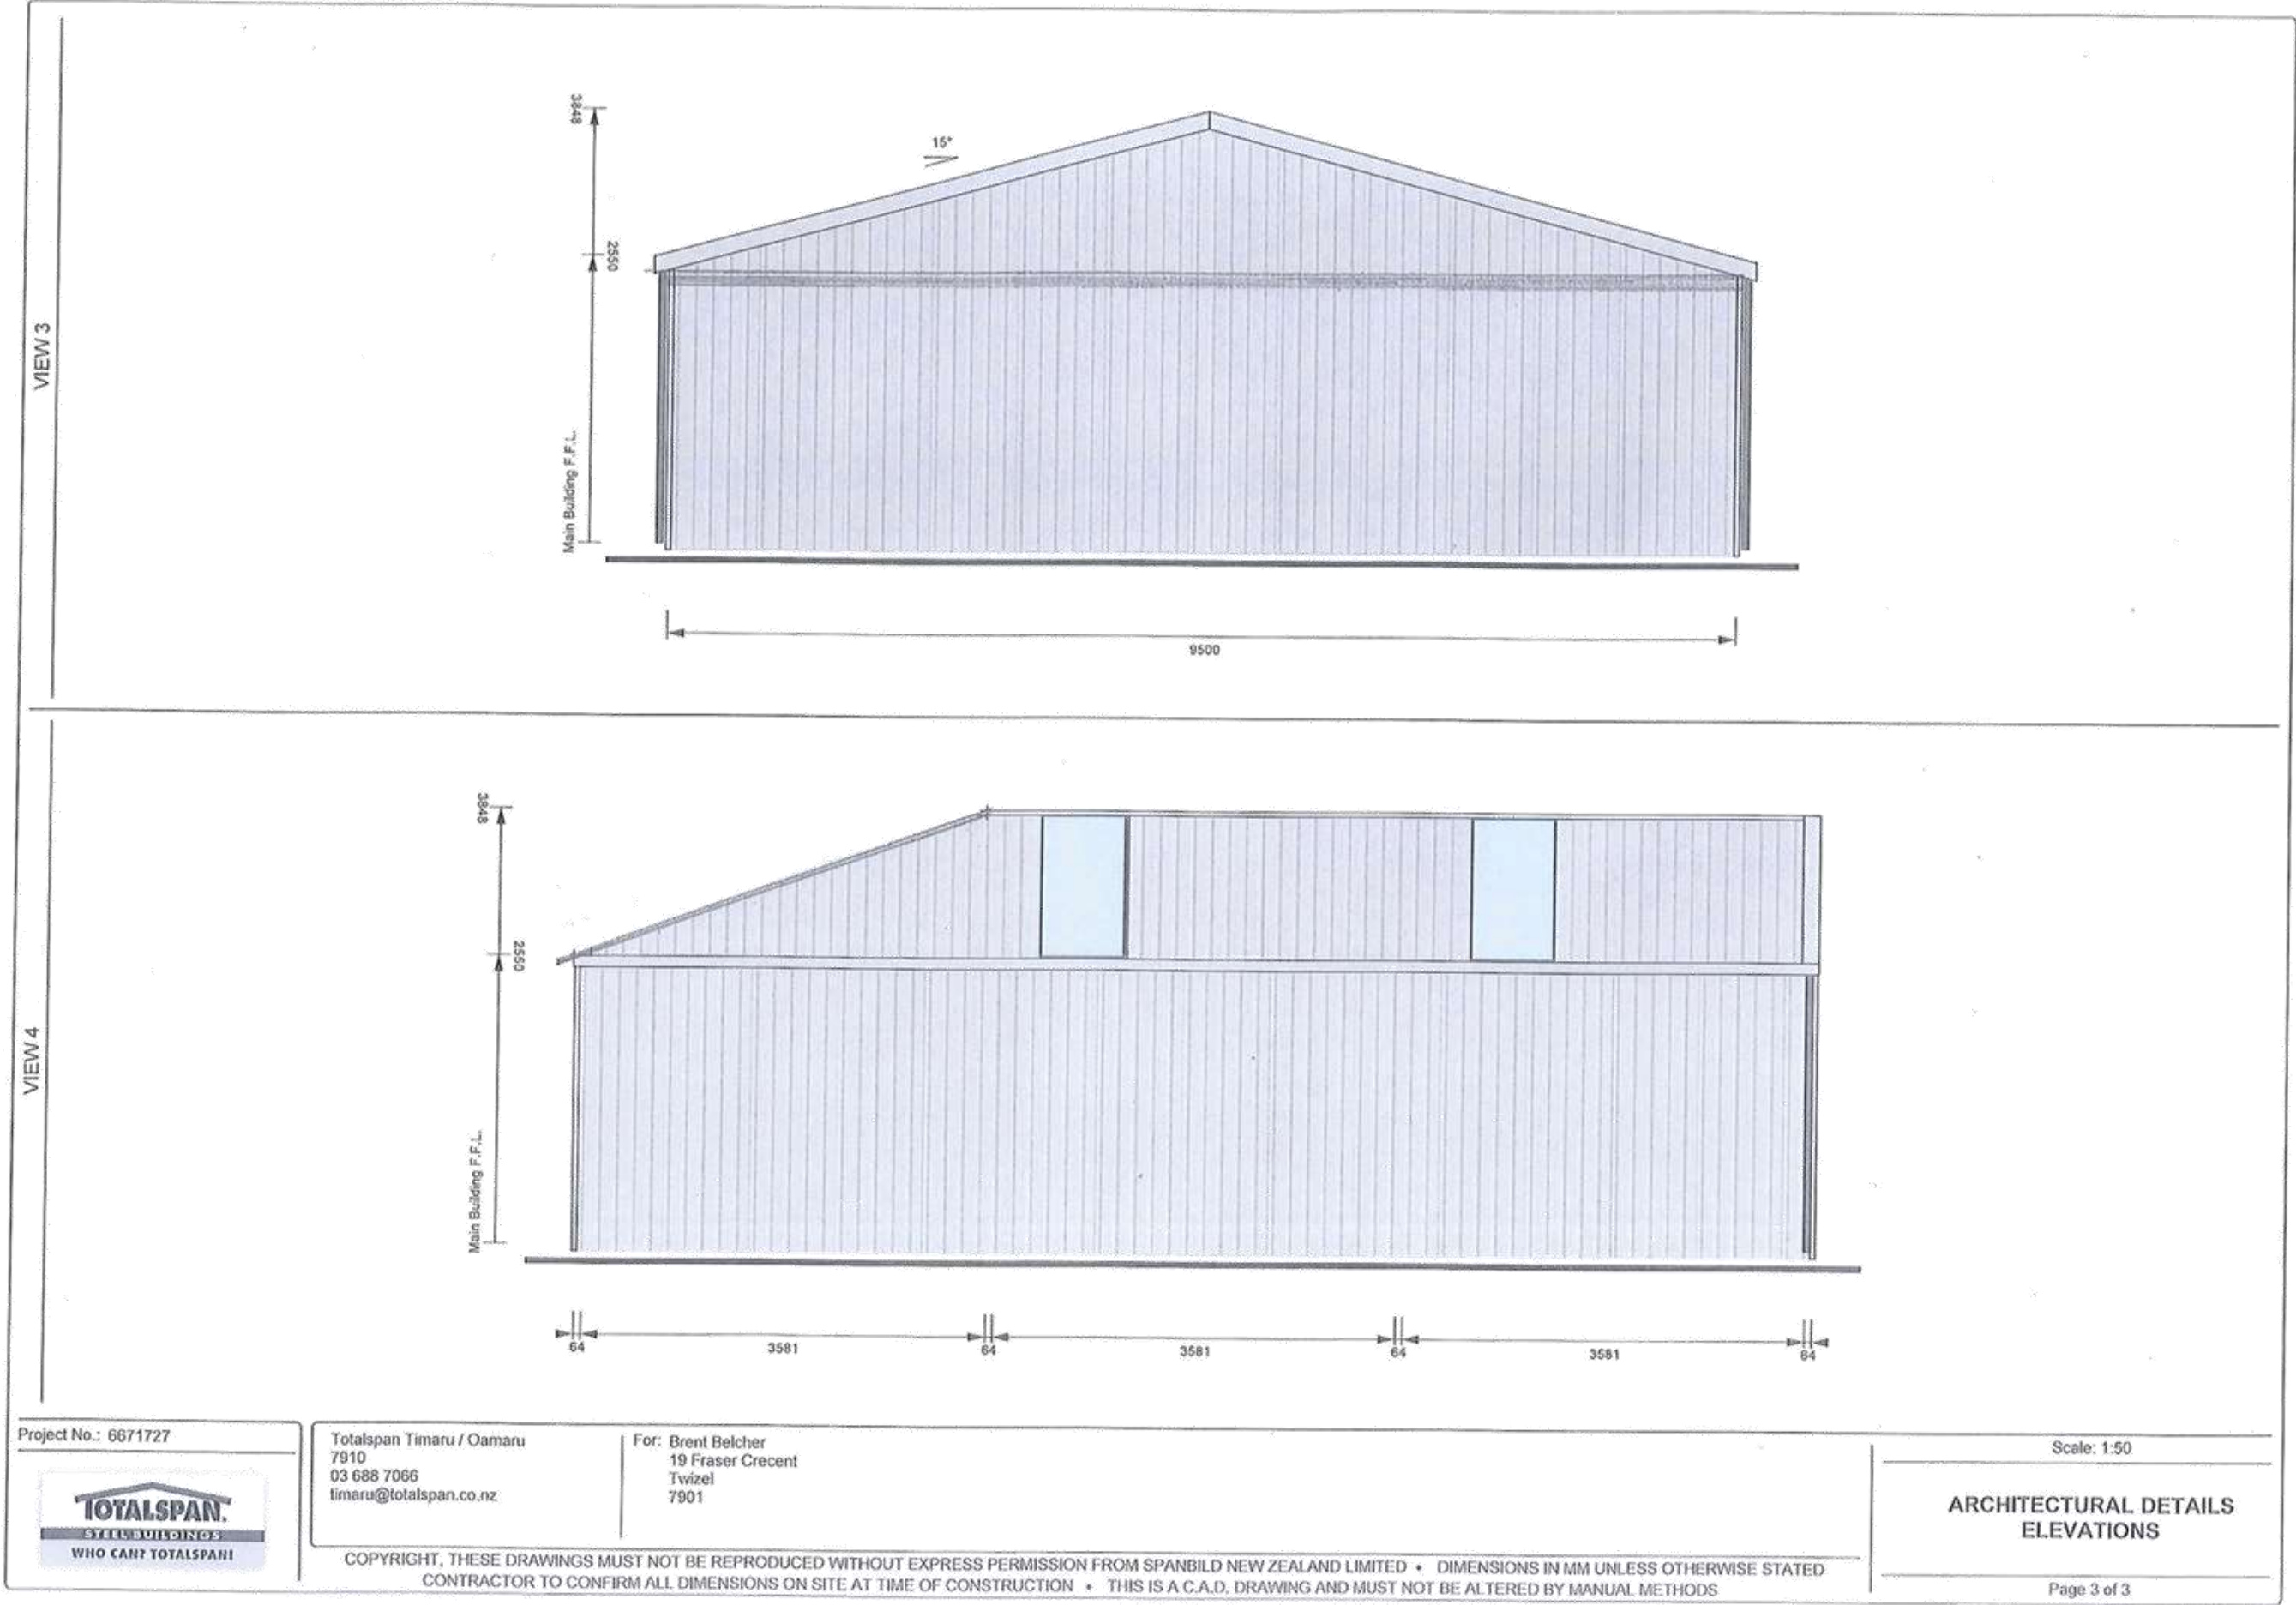 VIEW 3
3848
15°
2550
Main Building F.F.L.
9500
VIEW 4
3848
2550
Main Building F.F.L.
64
3581
64
3581
64
3581
64
Project No.: 6671727
TOTALSPAN.
STEEL BUILDINGS
WHO CAN? TOTALSPAN!
Totalspan Timaru / Oamaru
7910
03 688 7066
timaru@totalspan.co.nz
For: Brent Belcher
19 Fraser Crecent
Twizel
7901
Scale: 1:50
ARCHITECTURAL DETAILS
ELEVATIONS
Page 3 of 3
COPYRIGHT, THESE DRAWINGS MUST NOT BE REPRODUCED WITHOUT EXPRESS PERMISSION FROM SPANBILD NEW ZEALAND LIMITED • DIMENSIONS IN MM UNLESS OTHERWISE STATED
CONTRACTOR TO CONFIRM ALL DIMENSIONS ON SITE AT TIME OF CONSTRUCTION • THIS IS A C.A.D. DRAWING AND MUST NOT BE ALTERED BY MANUAL METHODS